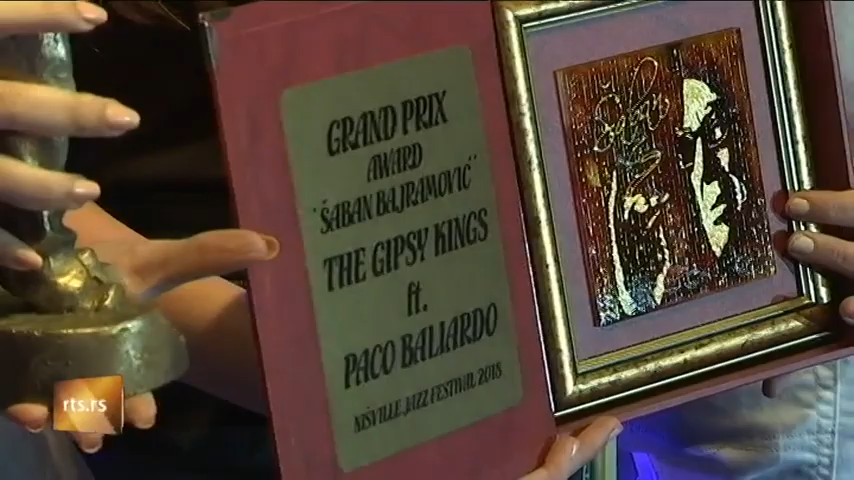 GRAND PRIX
AWARD
"ŠABAN BAJRAMOVIĆ"
THE GIPSY KINGS
ft.
PACO BALIARDO
NIŠVILLE JAZZ FESTIVAL 2018
rts.rs